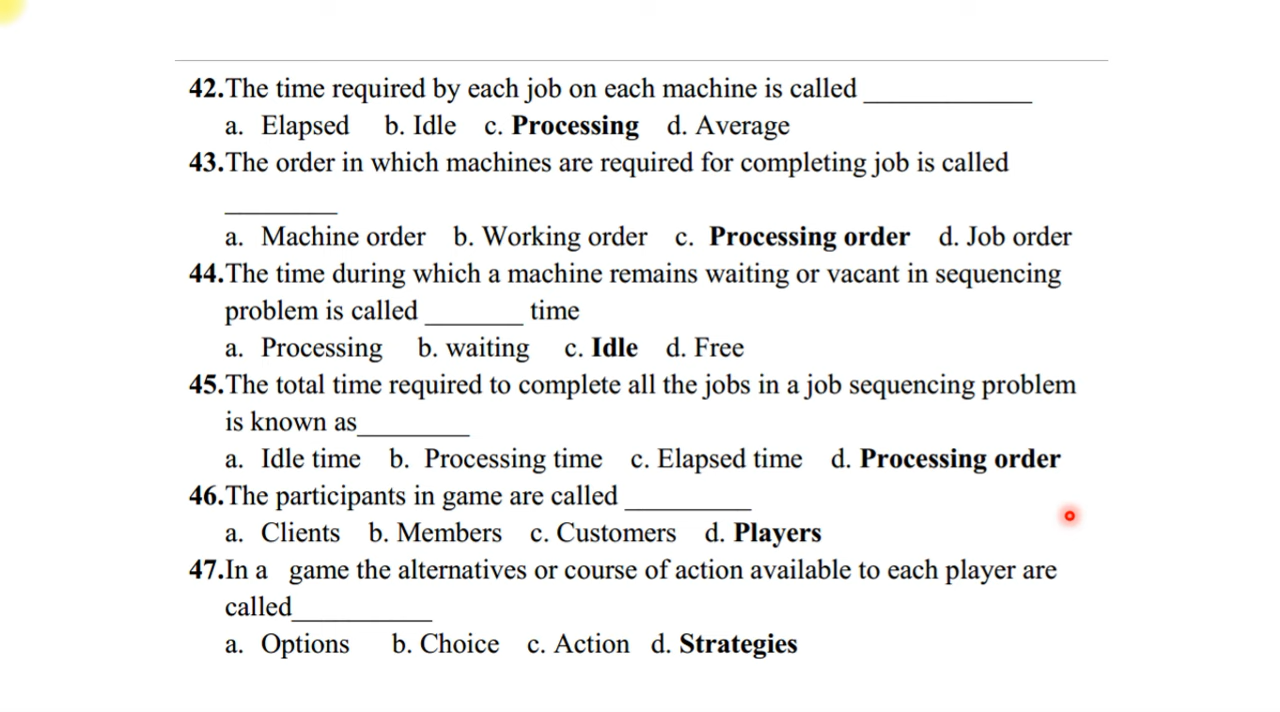 42.The time required by each job on each machine is called ____________
a. Elapsed b. Idle c. Processing d. Average
43.The order in which machines are required for completing job is called
________
a. Machine order b. Working order c. Processing order d. Job order
44.The time during which a machine remains waiting or vacant in sequencing
problem is called _______ time
a. Processing b. waiting c. Idle d. Free
45.The total time required to complete all the jobs in a job sequencing problem
is known as________
a. Idle time b. Processing time c. Elapsed time d. Processing order
46.The participants in game are called _________
a. Clients b. Members c. Customers d. Players
47.In a game the alternatives or course of action available to each player are
called__________
a. Options b. Choice c. Action d. Strategies